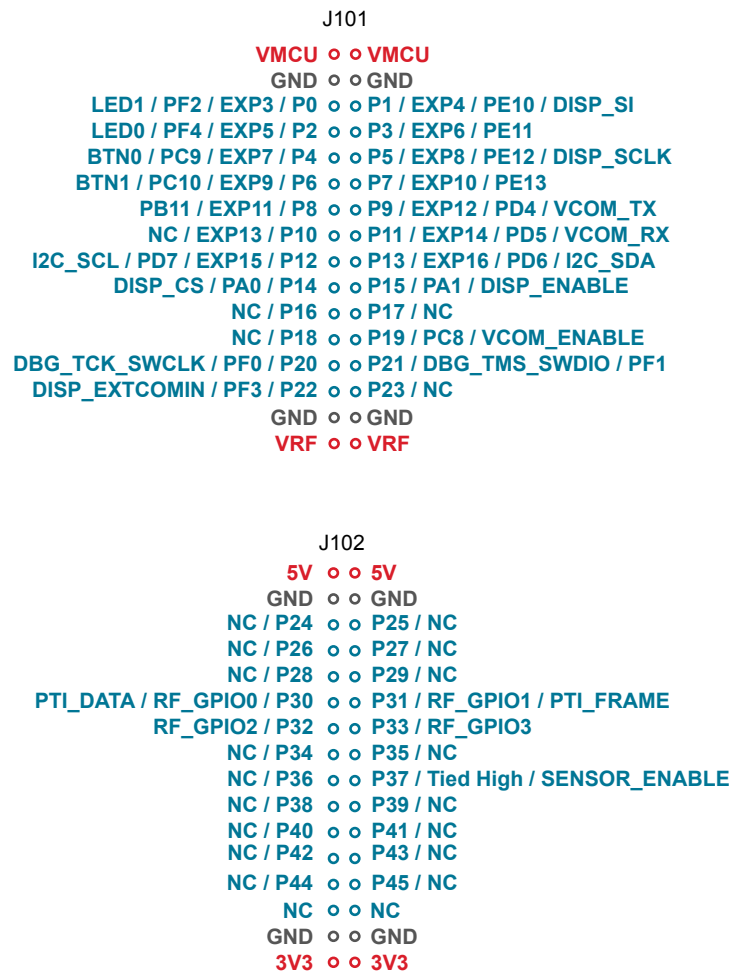 J101
VMCU VMCU
GND GND
LED1 / PF2 / EXP3 / P0 P1 / EXP4 / PE10 / DISP_SI
LED0 / PF4 / EXP5 / P2 P3 / EXP6 / PE11
BTN0 / PC9 / EXP7 / P4 P5 / EXP8 / PE12 / DISP_SCLK
BTN1 / PC10 / EXP9 / P6 P7 / EXP10 / PE13
PB11 / EXP11 / P8 P9 / EXP12 / PD4 / VCOM_TX
NC / EXP13 / P10 P11 / EXP14 / PD5 / VCOM_RX
I2C_SCL / PD7 / EXP15 / P12 P13 / EXP16 / PD6 / I2C_SDA
DISP_CS / PA0 / P14 P15 / PA1 / DISP_ENABLE
NC / P16 P17 / NC
NC / P18 P19 / PC8 / VCOM_ENABLE
DBG_TCK_SWCLK / PF0 / P20 P21 / DBG_TMS_SWDIO / PF1
DISP_EXTCOMIN / PF3 / P22 P23 / NC
GND GND
VRF VRF
J102
5V 5V
GND GND
NC / P24 P25 / NC
NC / P26 P27 / NC
NC / P28 P29 / NC
PTI_DATA / RF_GPIO0 / P30 P31 / RF_GPIO1 / PTI_FRAME
RF_GPIO2 / P32 P33 / RF_GPIO3
NC / P34 P35 / NC
NC / P36 P37 / Tied High / SENSOR_ENABLE
NC / P38 P39 / NC
NC / P40 P41 / NC
NC / P42 P43 / NC
NC / P44 P45 / NC
NC NC
GND GND
3V3 3V3